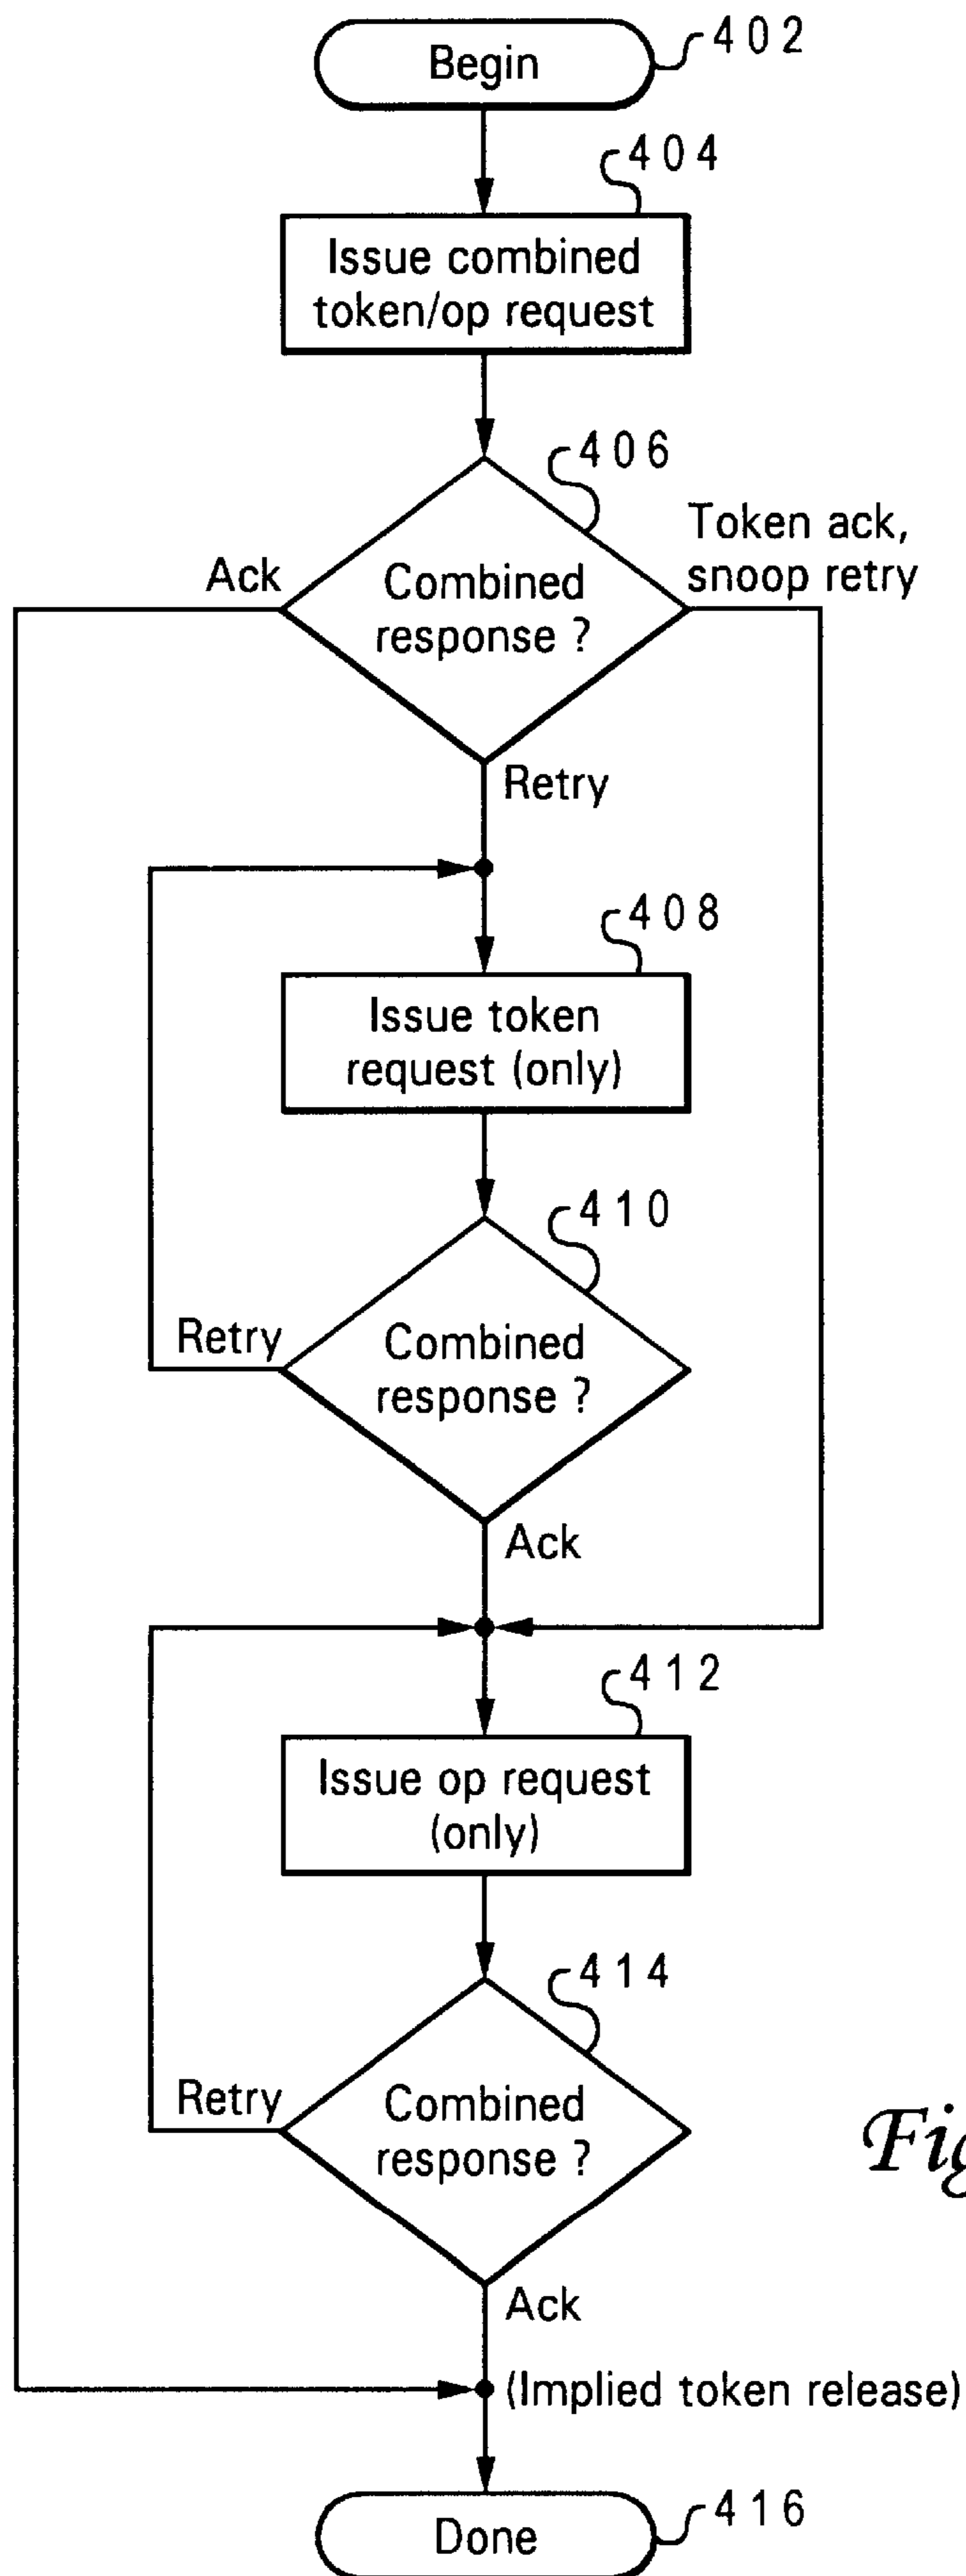 Begin
402
404
Issue combined
token/op request
406
Ack
Combined
response ?
Token ack,
snoop retry
Retry
408
Issue token
request (only)
410
Retry
Combined
response ?
Ack
412
Issue op request
(only)
414
Retry
Combined
response ?
Ack
(Implied token release)
416
Done